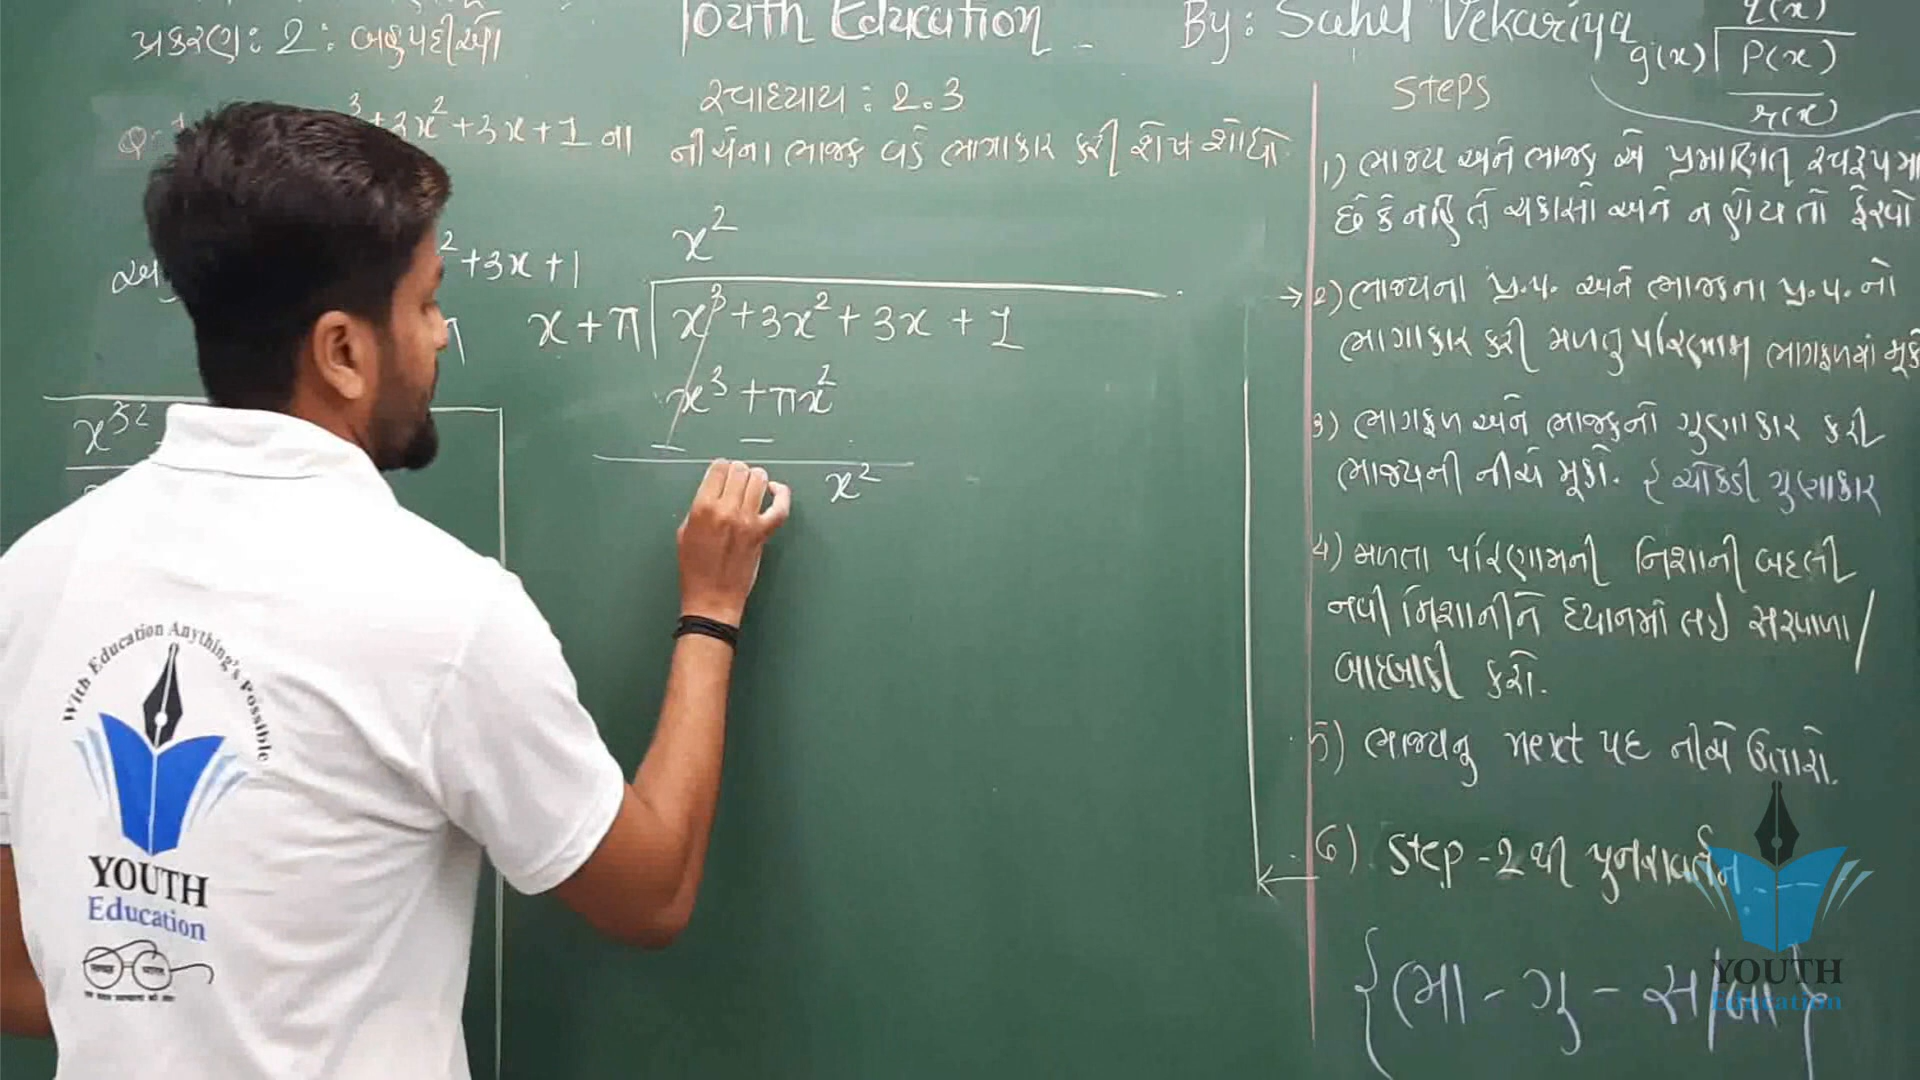 પ્રકરણ: 2: બહુપદીઓ
Youth Education
By: Sahil Vekariya
સ્વાધ્યાય: 2.3
+3x²+3x+1 ના
નીચેના ભાજક વડે ભાગાકાર કરી શેષ શોધો
+3x+1
x²
x+π
x³+3x²+3x+1
x³+πx²
x²
q(x)
g(x) P(x)
r(x)
Steps
1) ભાજ્ય અને ભાજક એ પ્રમાણિત સ્વરૂપમાં
છે કે નહિ તે ચકાસો અને ન હોય તો ફેરવો
2) ભાજ્યના પ્ર.પ. અને ભાજકના પ્ર.પ. નો
ભાગાકાર કરી મળતુ પરિણામ ભાગફળમાં મૂકો
3) ભાગફળ અને ભાજકનો ગુણાકાર કરી
ભાજ્યની નીચે મૂકો. ચોકડી ગુણાકાર
4) મળતા પરિણામની નિશાની બદલી
નવી નિશાનીને ધ્યાનમાં લઇ સરવાળા/
બાદબાકી કરો.
5) ભાજ્યનુ next પદ નીચે ઉતારો.
6) Step-2 થી પુનરાવર્તન
{ભા - ગુ - સ/બા}
With Education Anything's Possible
YOUTH
Education
YOUTH
Education